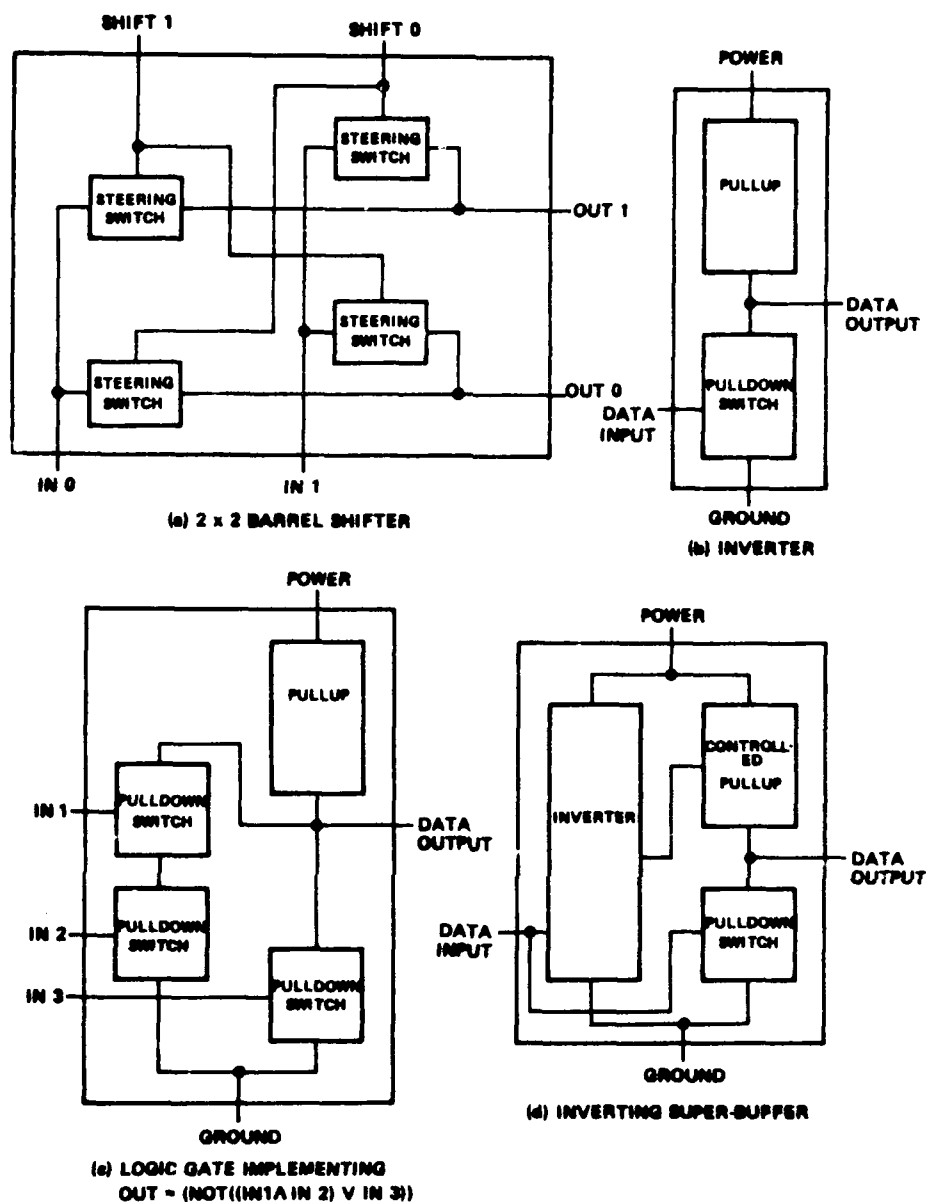 SHIFT 1
SHIFT 0
STEERING
SWITCH
STEERING
SWITCH
OUT 1
STEERING
SWITCH
STEERING
SWITCH
OUT 0
IN 0
IN 1
(a) 2 x 2 BARREL SHIFTER
POWER
PULLUP
DATA
OUTPUT
PULLDOWN
SWITCH
DATA
INPUT
GROUND
(b) INVERTER
POWER
PULLUP
IN 1
PULLDOWN
SWITCH
DATA
OUTPUT
IN 2
PULLDOWN
SWITCH
IN 3
PULLDOWN
SWITCH
GROUND
(c) LOGIC GATE IMPLEMENTING
OUT = (NOT((IN1 Λ IN 2) V IN 3))
POWER
CONTROLL-
ED
PULLUP
INVERTER
DATA
OUTPUT
PULLDOWN
SWITCH
DATA
INPUT
GROUND
(d) INVERTING SUPER-BUFFER